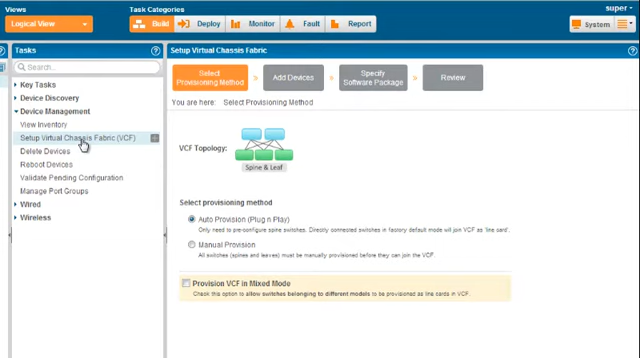 Views
Logical View
Task Categories
Build
Deploy
Monitor
Fault
Report
super
System
Tasks
Search...
Key Tasks
Device Discovery
Device Management
View Inventory
Setup Virtual Chassis Fabric (VCF)
Delete Devices
Reboot Devices
Validate Pending Configuration
Manage Port Groups
Wired
Wireless
Setup Virtual Chassis Fabric
Select
Provisioning Method
Add Devices
Specify
Software Package
Review
You are here: Select Provisioning Method
VCF Topology:
Spine & Leaf
Select provisioning method
Auto Provision (Plug n Play)
Only need to pre-configure spine switches. Directly connected switches in factory default mode will join VCF as 'line card'.
Manual Provision
All switches (spines and leaves) must be manually provisioned before they can join the VCF.
Provision VCF in Mixed Mode
Check this option to allow switches belonging to different models to be provisioned as line cards in VCF.